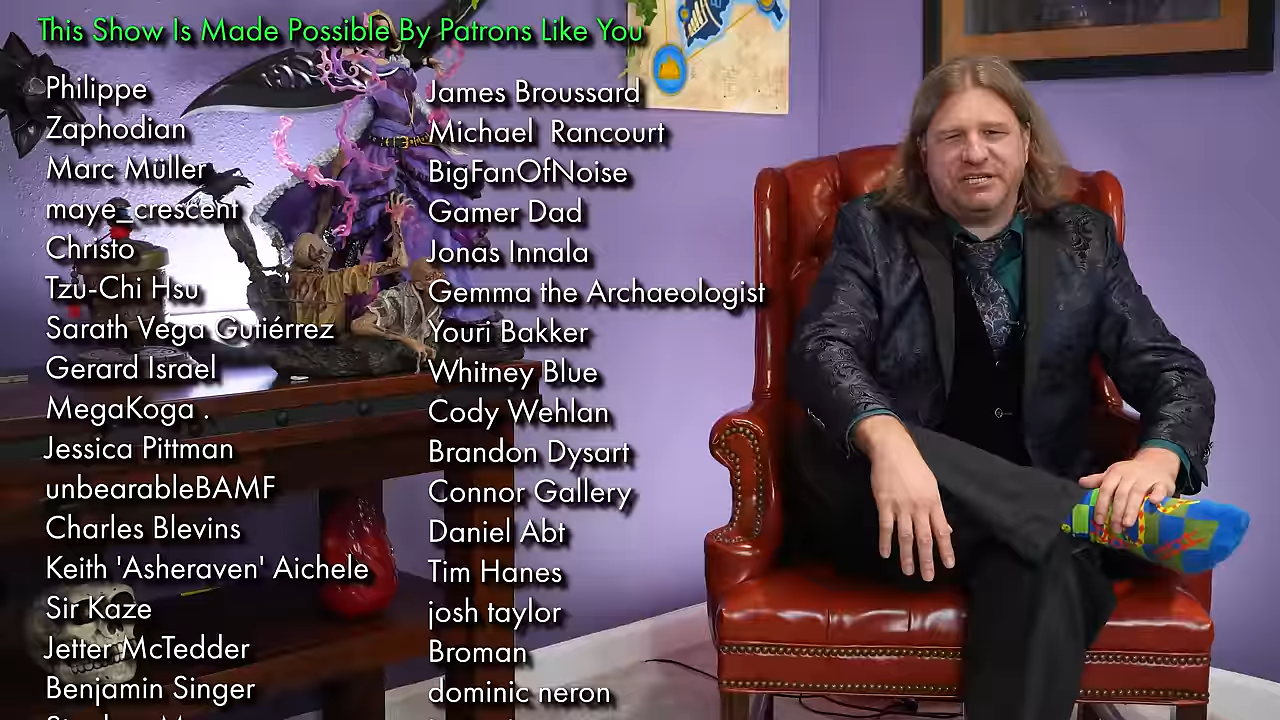 This Show Is Made Possible By Patrons Like You
Philippe
Zaphodian
Marc Müller
maye_crescent
Christo
Tzu-Chi Hsu
Sarath Vega Gutiérrez
Gerard Israel
MegaKoga .
Jessica Pittman
unbearableBAMF
Charles Blevins
Keith 'Asheraven' Aichele
Sir Kaze
Jetter McTedder
Benjamin Singer
James Broussard
Michael Rancourt
BigFanOfNoise
Gamer Dad
Jonas Innala
Gemma the Archaeologist
Youri Bakker
Whitney Blue
Cody Wehlan
Brandon Dysart
Connor Gallery
Daniel Abt
Tim Hanes
josh taylor
Broman
dominic neron